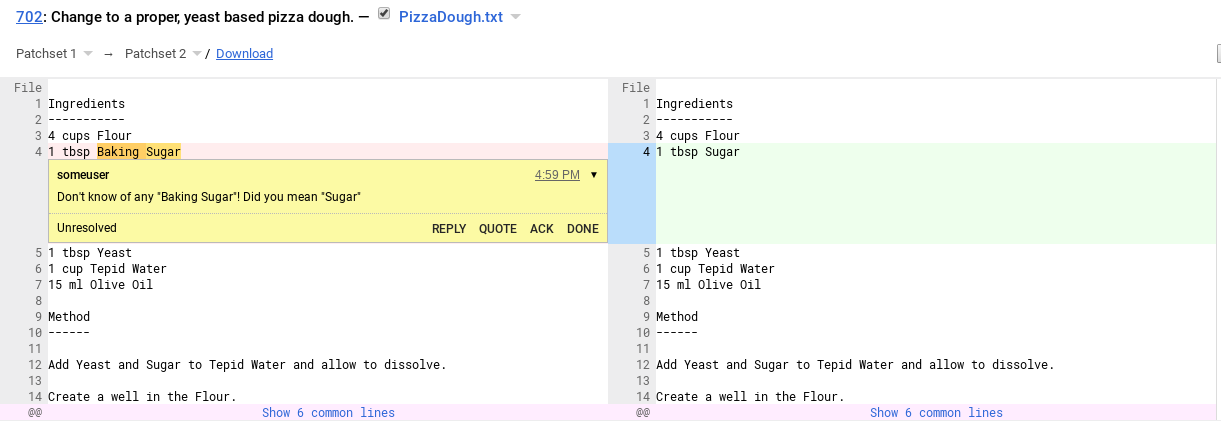 702: Change to a proper, yeast based pizza dough. — PizzaDough.txt
Patchset 1 → Patchset 2 / Download
File
1 Ingredients
2 -----------
3 4 cups Flour
4 1 tbsp Baking Sugar
someuser 4:59 PM
Don't know of any "Baking Sugar"! Did you mean "Sugar"
Unresolved REPLY QUOTE ACK DONE
5 1 tbsp Yeast
6 1 cup Tepid Water
7 15 ml Olive Oil
8
9 Method
10 ------
11
12 Add Yeast and Sugar to Tepid Water and allow to dissolve.
13
14 Create a well in the Flour.
@@ Show 6 common lines
File
1 Ingredients
2 -----------
3 4 cups Flour
4 1 tbsp Sugar
5 1 tbsp Yeast
6 1 cup Tepid Water
7 15 ml Olive Oil
8
9 Method
10 ------
11
12 Add Yeast and Sugar to Tepid Water and allow to dissolve.
13
14 Create a well in the Flour.
@@ Show 6 common lines